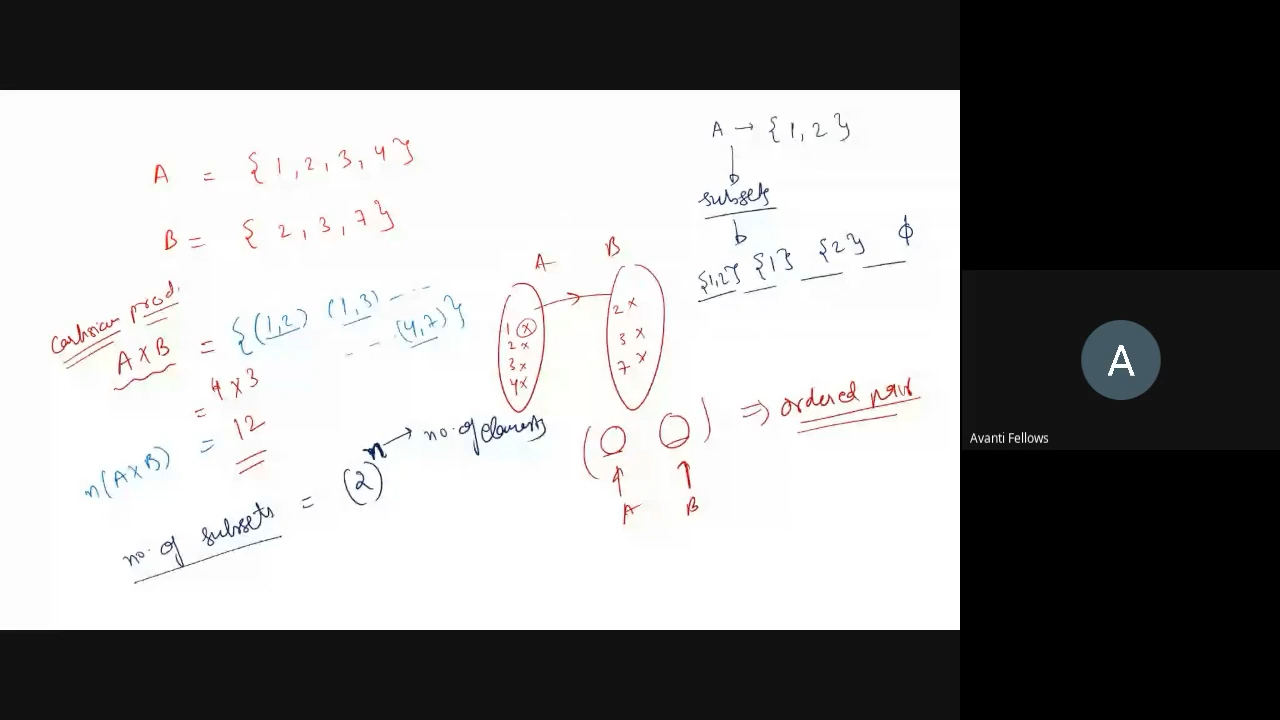 A = {1, 2, 3, 4}
B = {2, 3, 7}
Cartesian prod.
A×B = {(1,2) (1,3) ---
--- (4,7)}
= 4×3
n(A×B) = 12
no. of subsets = (2)^n → no. of elements
A B
1 × 2 ×
2 × 3 ×
3 × 7 ×
4 ×
( ) ⇒ ordered pair
A B
A → {1, 2}
subsets
{1,2} {1} {2} ϕ
A
Avanti Fellows